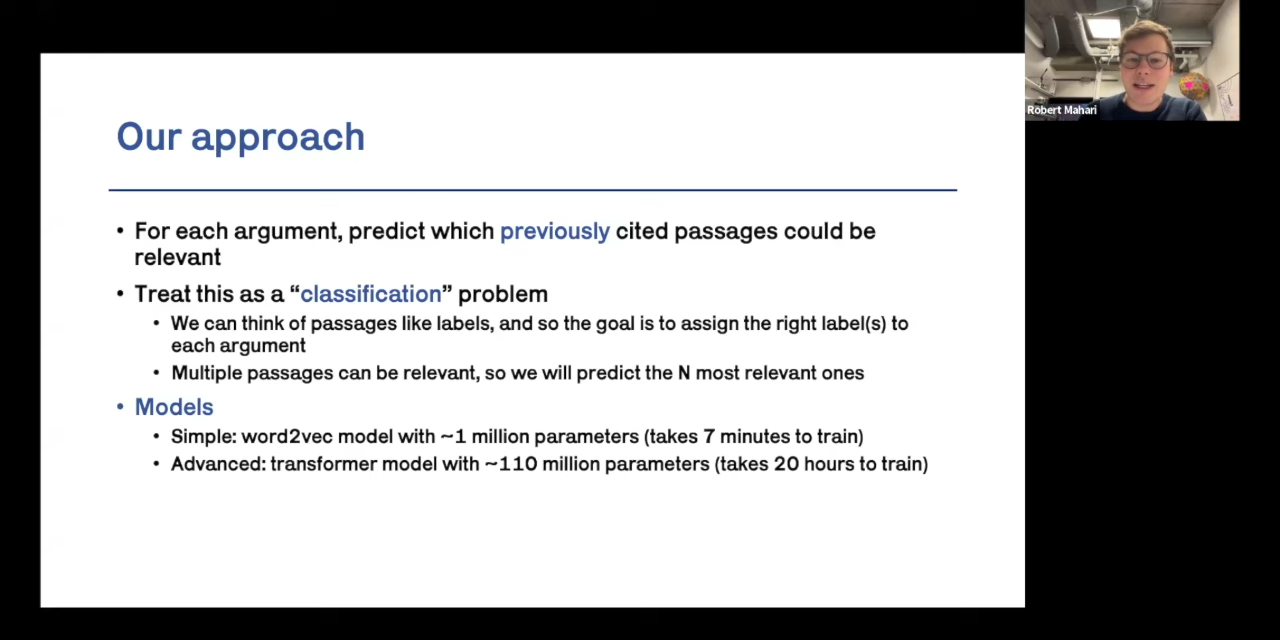 Our approach
• For each argument, predict which previously cited passages could be
relevant
• Treat this as a “classification” problem
• We can think of passages like labels, and so the goal is to assign the right label(s) to
each argument
• Multiple passages can be relevant, so we will predict the N most relevant ones
• Models
• Simple: word2vec model with ~1 million parameters (takes 7 minutes to train)
• Advanced: transformer model with ~110 million parameters (takes 20 hours to train)
Robert Mahari